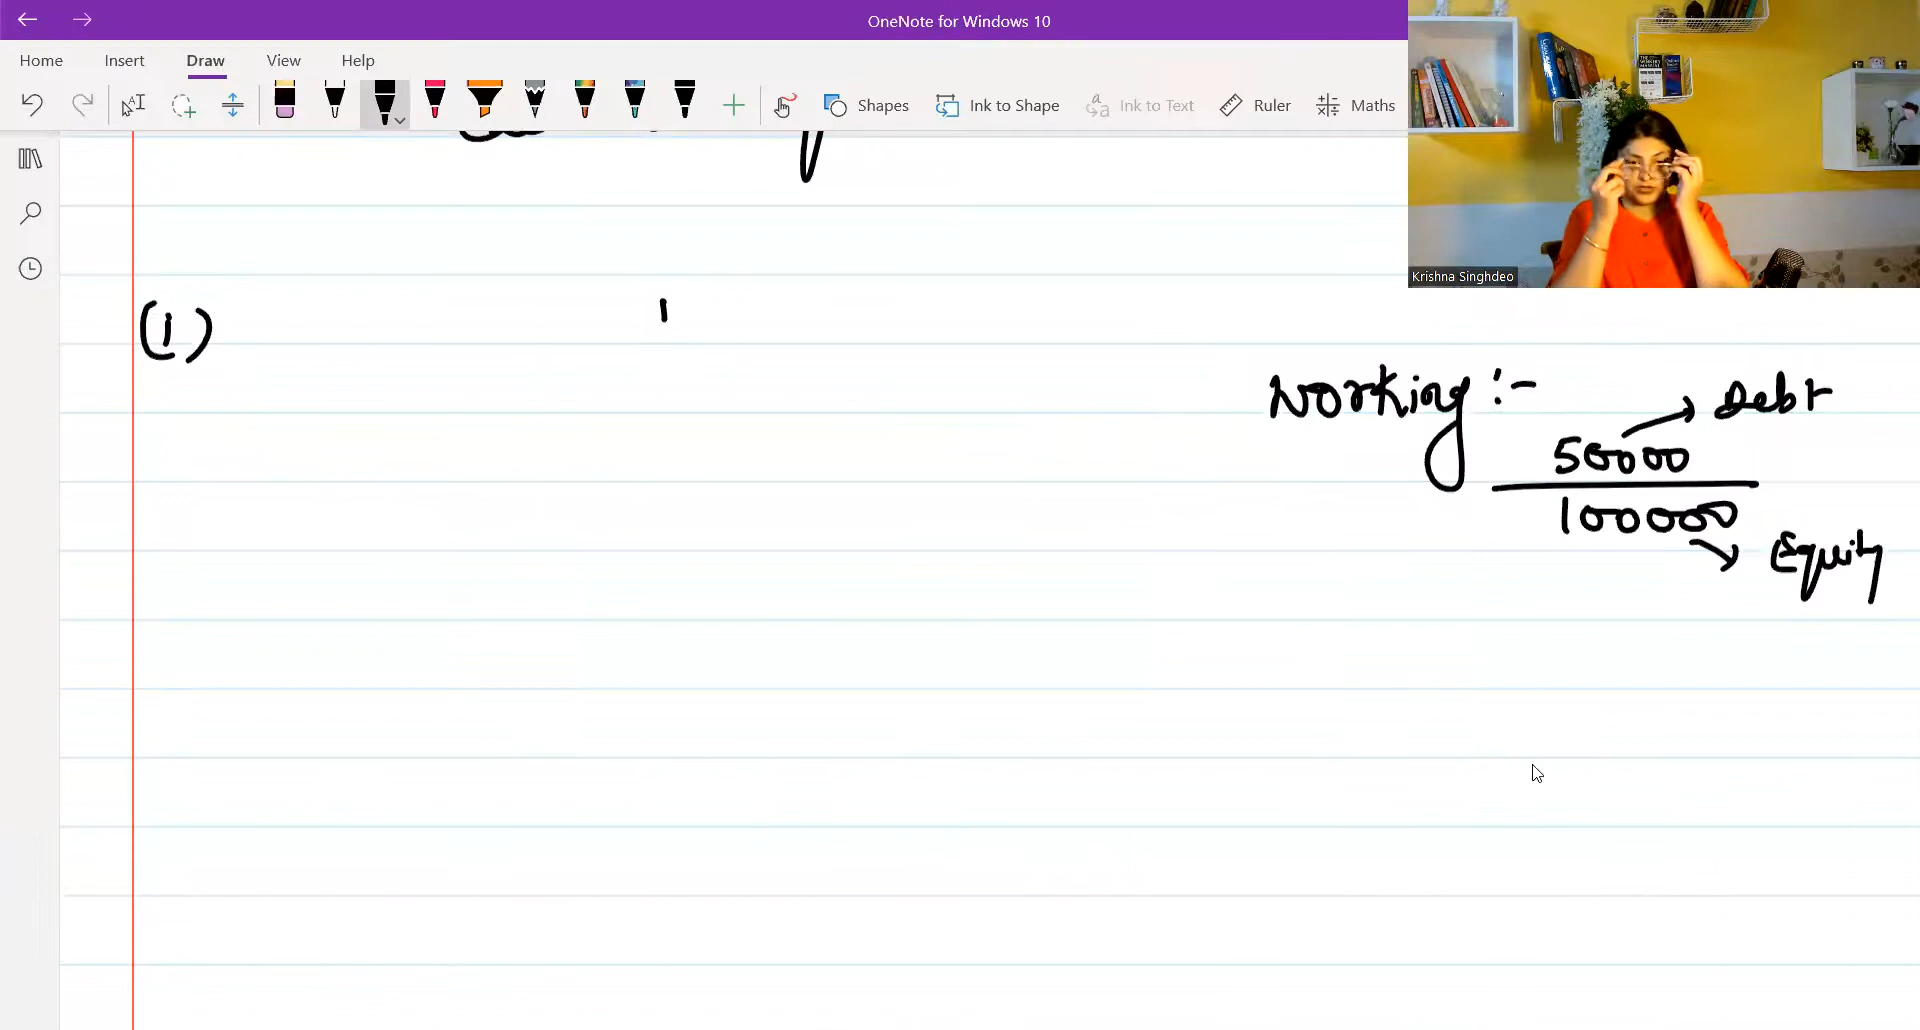 OneNote for Windows 10
Home Insert Draw View Help
Shapes Ink to Shape Ink to Text Ruler Maths
Krishna Singhdeo
(1)
Working :-
Debt
50000
100000
Equity